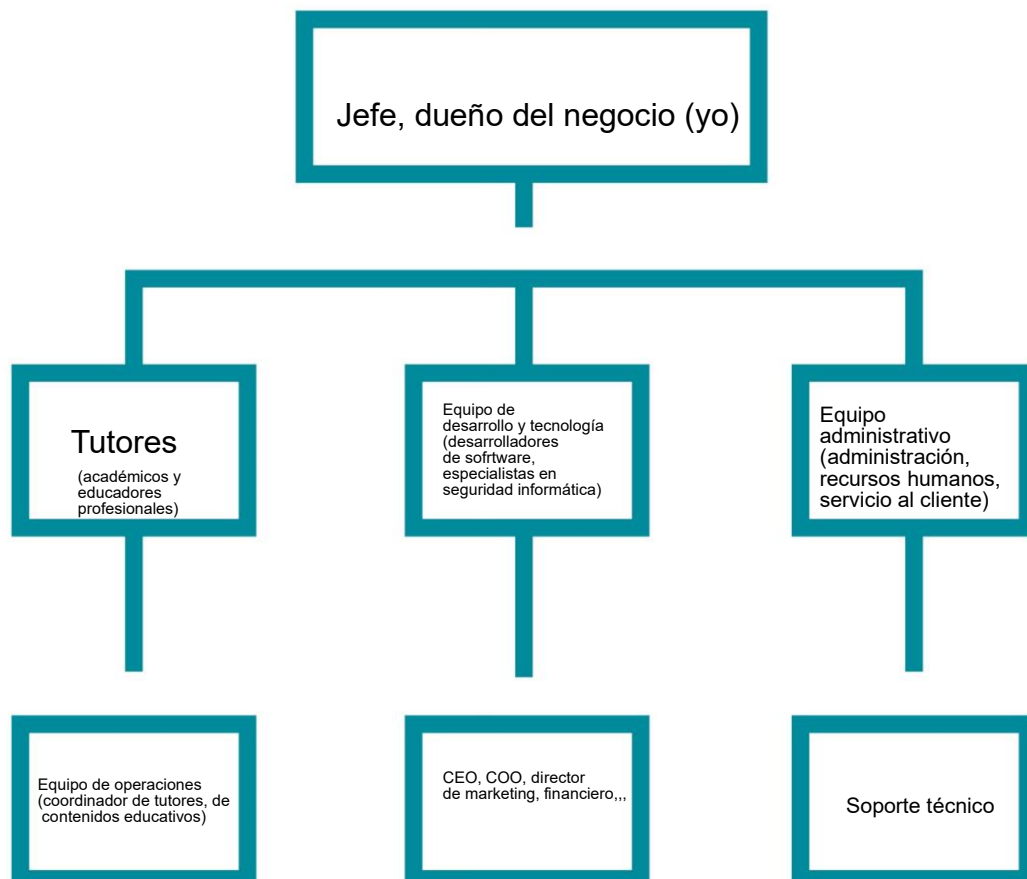 Jefe, dueño del negocio (yo)
Tutores
(académicos y
educadores
profesionales)
Equipo de
desarrollo y tecnología
(desarrolladores
de sofrtware,
especialistas en
seguridad informática)
Equipo
administrativo
(administración,
recursos humanos,
servicio al cliente)
Equipo de operaciones
(coordinador de tutores, de
contenidos educativos)
CEO, COO, director
de marketing, financiero,,,
Soporte técnico